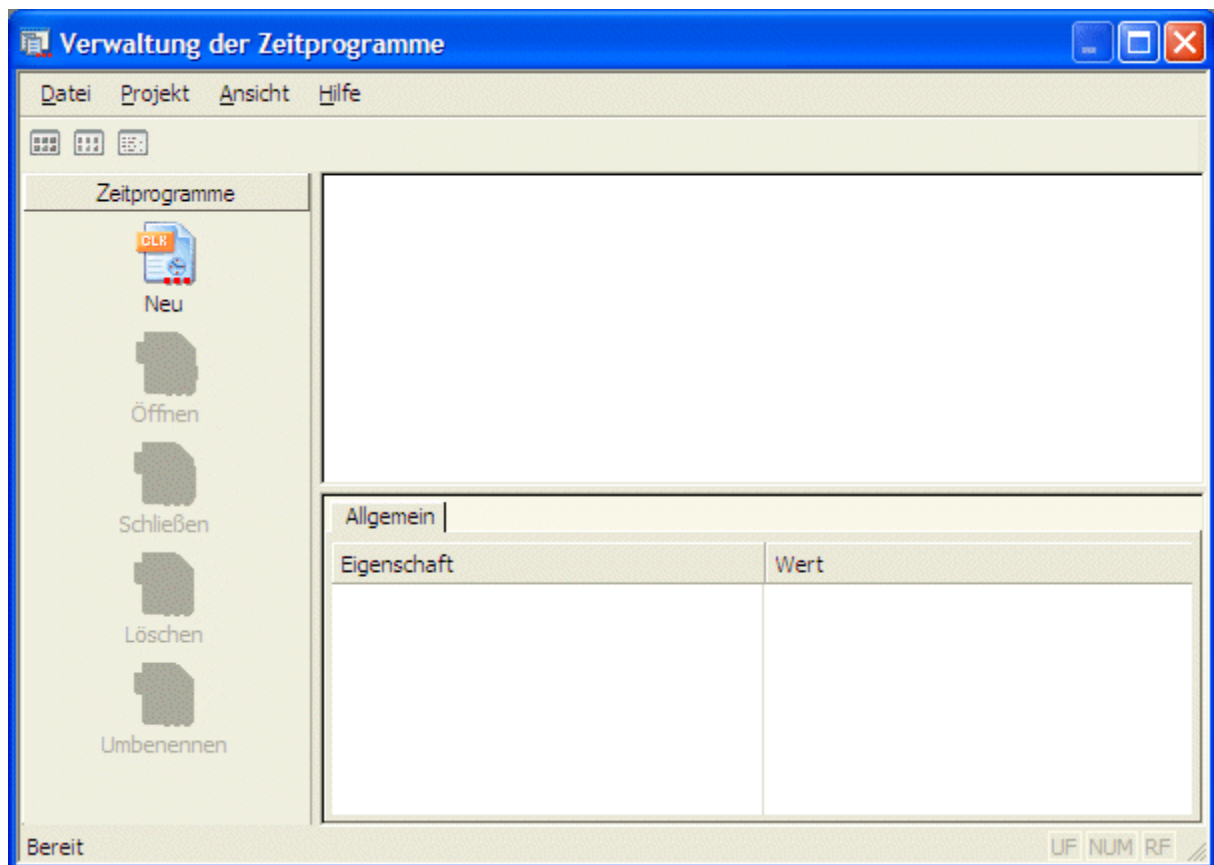 Verwaltung der Zeitprogramme
Datei Projekt Ansicht Hilfe
Zeitprogramme
CLK
Neu
Öffnen
Schließen
Löschen
Umbenennen
Allgemein
Eigenschaft Wert
Bereit UF NUM RF